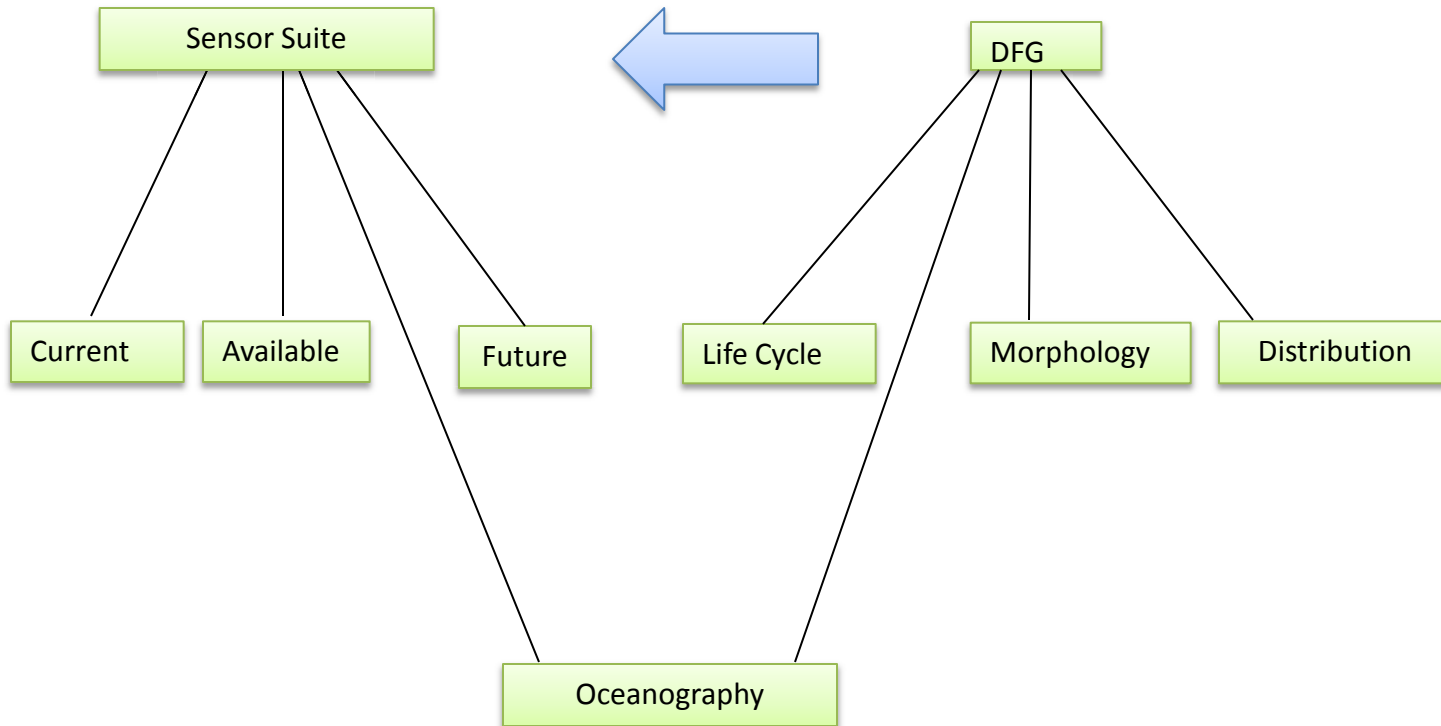 Sensor Suite
DFG
Current
Available
Future
Life Cycle
Morphology
Distribution
Oceanography